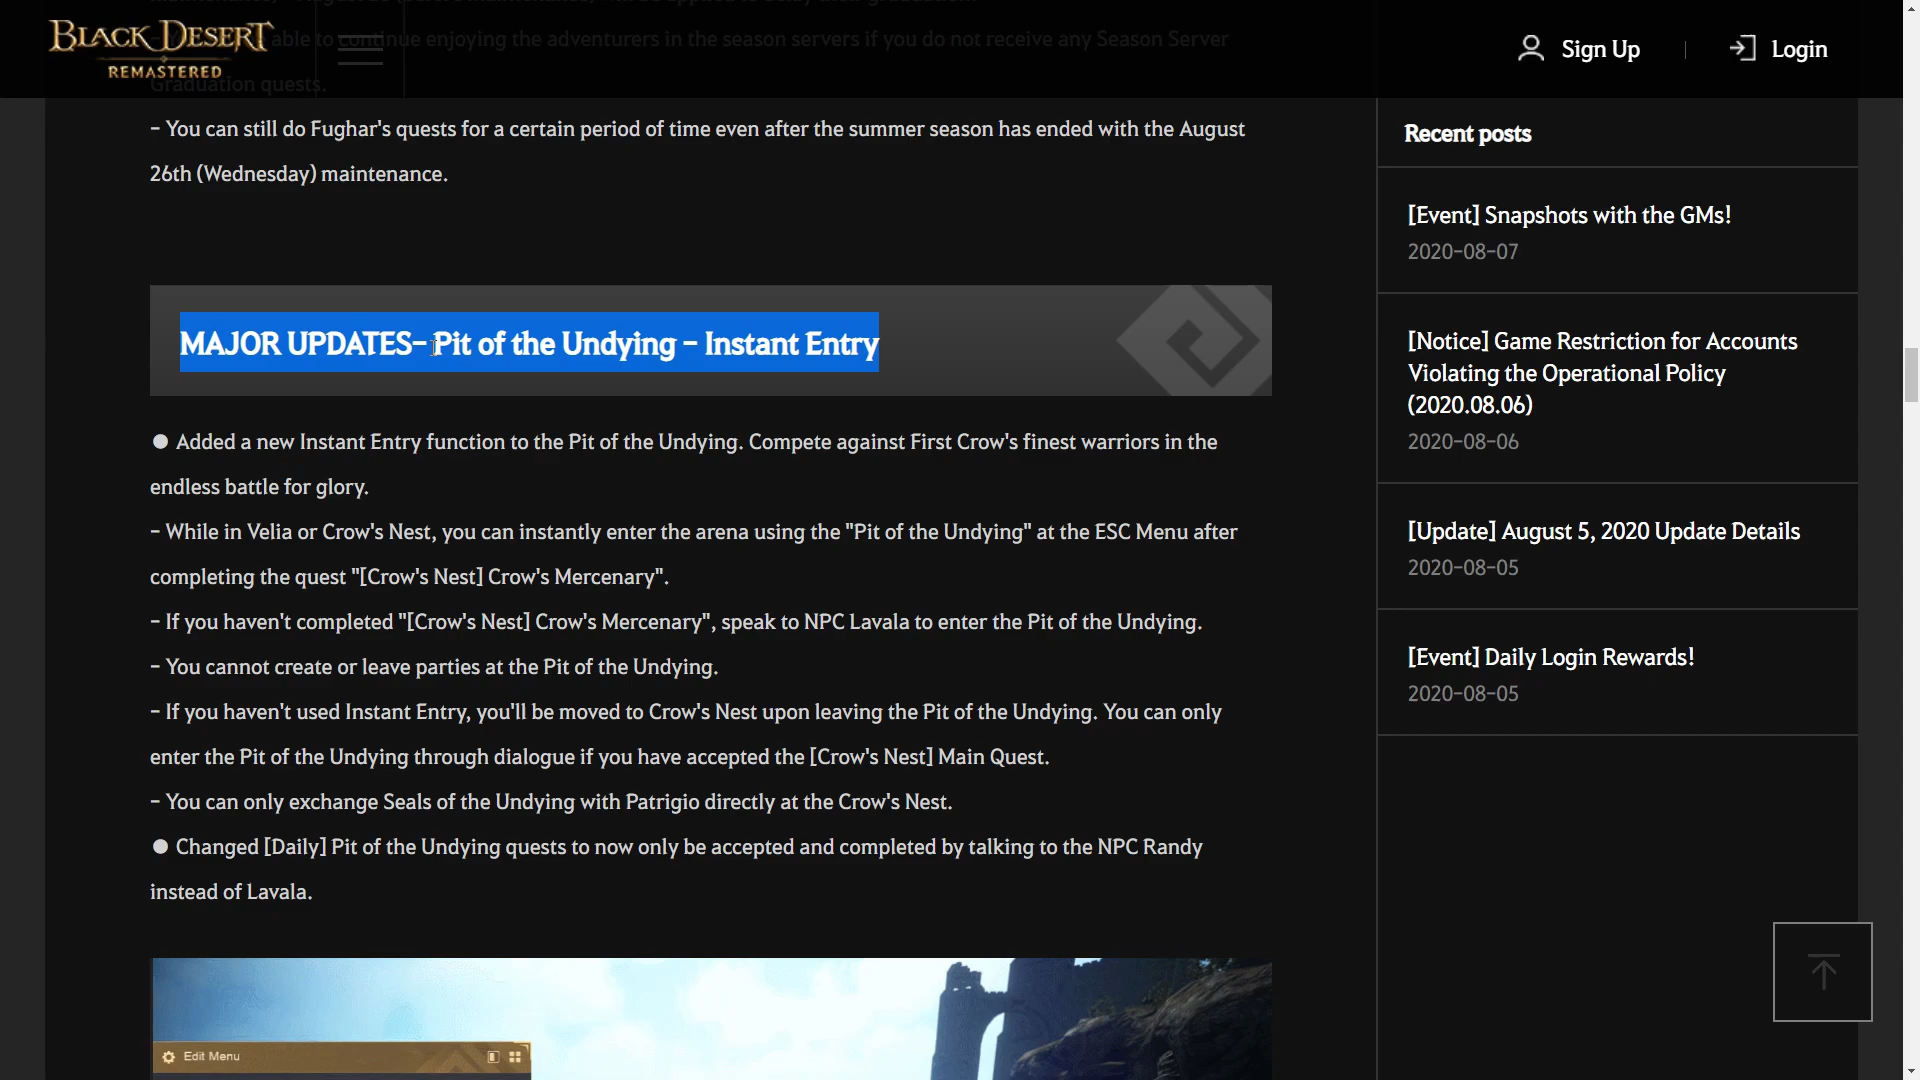 BLACK DESERT
REMASTERED
able to continue enjoying the adventurers in the season servers if you do not receive any Season Server
Graduation quests.
Sign Up
Login
- You can still do Fughar's quests for a certain period of time even after the summer season has ended with the August
26th (Wednesday) maintenance.
MAJOR UPDATES- Pit of the Undying - Instant Entry
● Added a new Instant Entry function to the Pit of the Undying. Compete against First Crow's finest warriors in the
endless battle for glory.
- While in Velia or Crow's Nest, you can instantly enter the arena using the "Pit of the Undying" at the ESC Menu after
completing the quest "[Crow's Nest] Crow's Mercenary".
- If you haven't completed "[Crow's Nest] Crow's Mercenary", speak to NPC Lavala to enter the Pit of the Undying.
- You cannot create or leave parties at the Pit of the Undying.
- If you haven't used Instant Entry, you'll be moved to Crow's Nest upon leaving the Pit of the Undying. You can only
enter the Pit of the Undying through dialogue if you have accepted the [Crow's Nest] Main Quest.
- You can only exchange Seals of the Undying with Patrigio directly at the Crow's Nest.
● Changed [Daily] Pit of the Undying quests to now only be accepted and completed by talking to the NPC Randy
instead of Lavala.
Edit Menu
Recent posts
[Event] Snapshots with the GMs!
2020-08-07
[Notice] Game Restriction for Accounts
Violating the Operational Policy
(2020.08.06)
2020-08-06
[Update] August 5, 2020 Update Details
2020-08-05
[Event] Daily Login Rewards!
2020-08-05